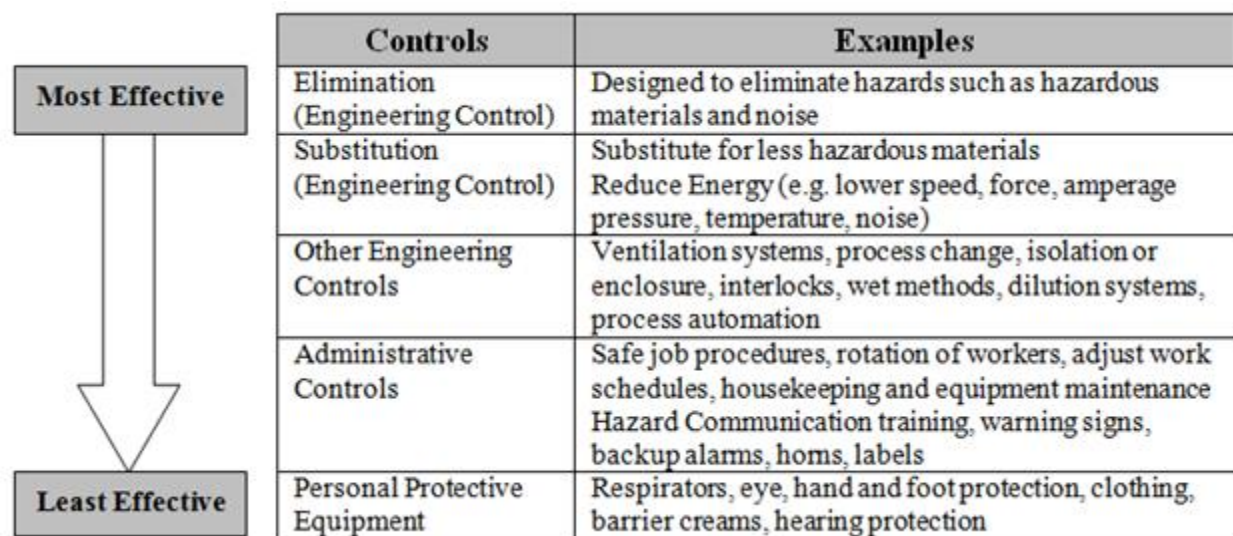 Controls
Examples
Most Effective
Elimination
(Engineering Control)
Designed to eliminate hazards such as hazardous
materials and noise
Substitution
(Engineering Control)
Substitute for less hazardous materials
Reduce Energy (e.g. lower speed, force, amperage
pressure, temperature, noise)
Other Engineering
Controls
Ventilation systems, process change, isolation or
enclosure, interlocks, wet methods, dilution systems,
process automation
Administrative
Controls
Safe job procedures, rotation of workers, adjust work
schedules, housekeeping and equipment maintenance
Hazard Communication training, warning signs,
backup alarms, horns, labels
Least Effective
Personal Protective
Equipment
Respirators, eye, hand and foot protection, clothing,
barrier creams, hearing protection